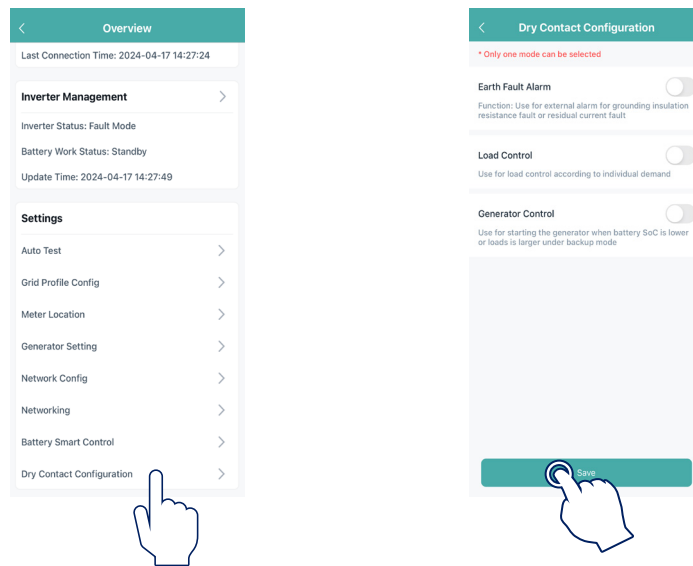 Overview
Last Connection Time: 2024-04-17 14:27:24
Inverter Management
Inverter Status: Fault Mode
Battery Work Status: Standby
Update Time: 2024-04-17 14:27:49
Settings
Auto Test
Grid Profile Config
Meter Location
Generator Setting
Network Config
Networking
Battery Smart Control
Dry Contact Configuration
Dry Contact Configuration
* Only one mode can be selected
Earth Fault Alarm
Function: Use for external alarm for grounding insulation
resistance fault or residual current fault
Load Control
Use for load control according to individual demand
Generator Control
Use for starting the generator when battery SoC is lower
or loads is larger under backup mode
Save